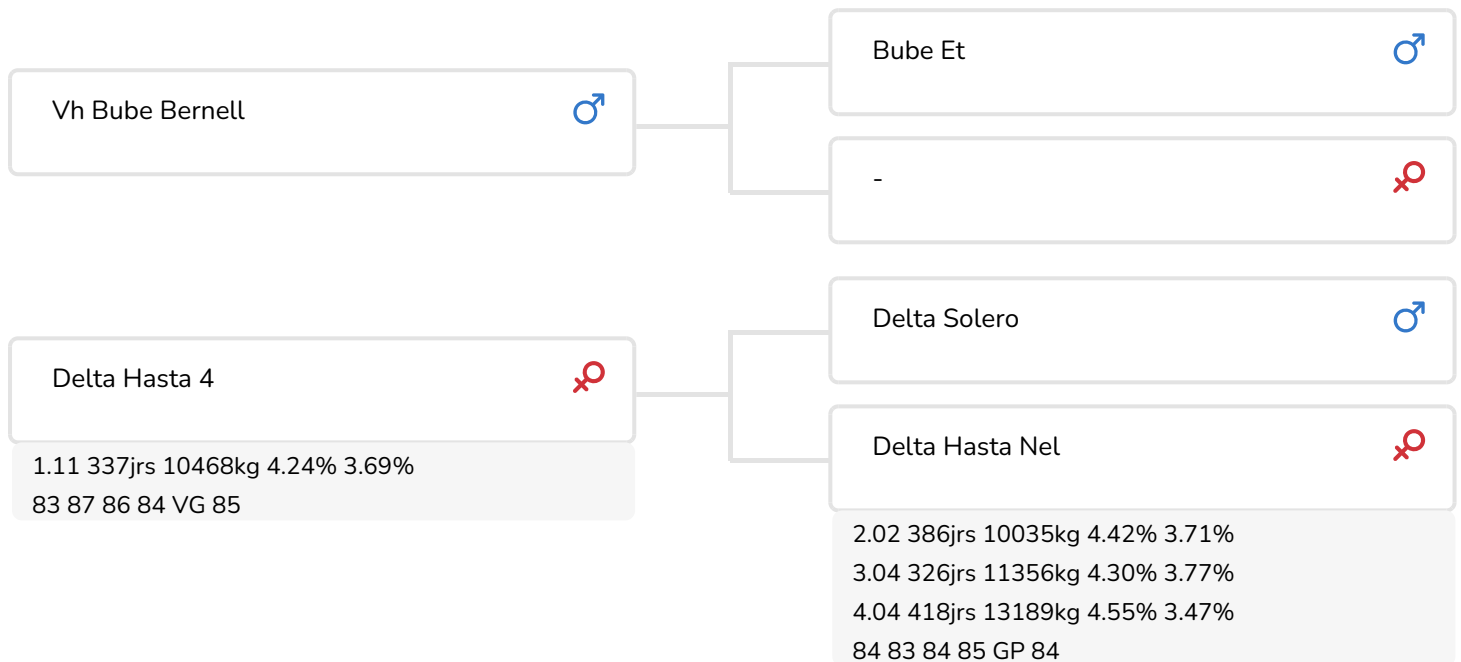 Bube Et
Vh Bube Bernell
-
Delta Solero
Delta Hasta 4
Delta Hasta Nel
1.11 337jrs 10468kg 4.24% 3.69%
83 87 86 84 VG 85
2.02 386jrs 10035kg 4.42% 3.71%
3.04 326jrs 11356kg 4.30% 3.77%
4.04 418jrs 13189kg 4.55% 3.47%
84 83 84 85 GP 84